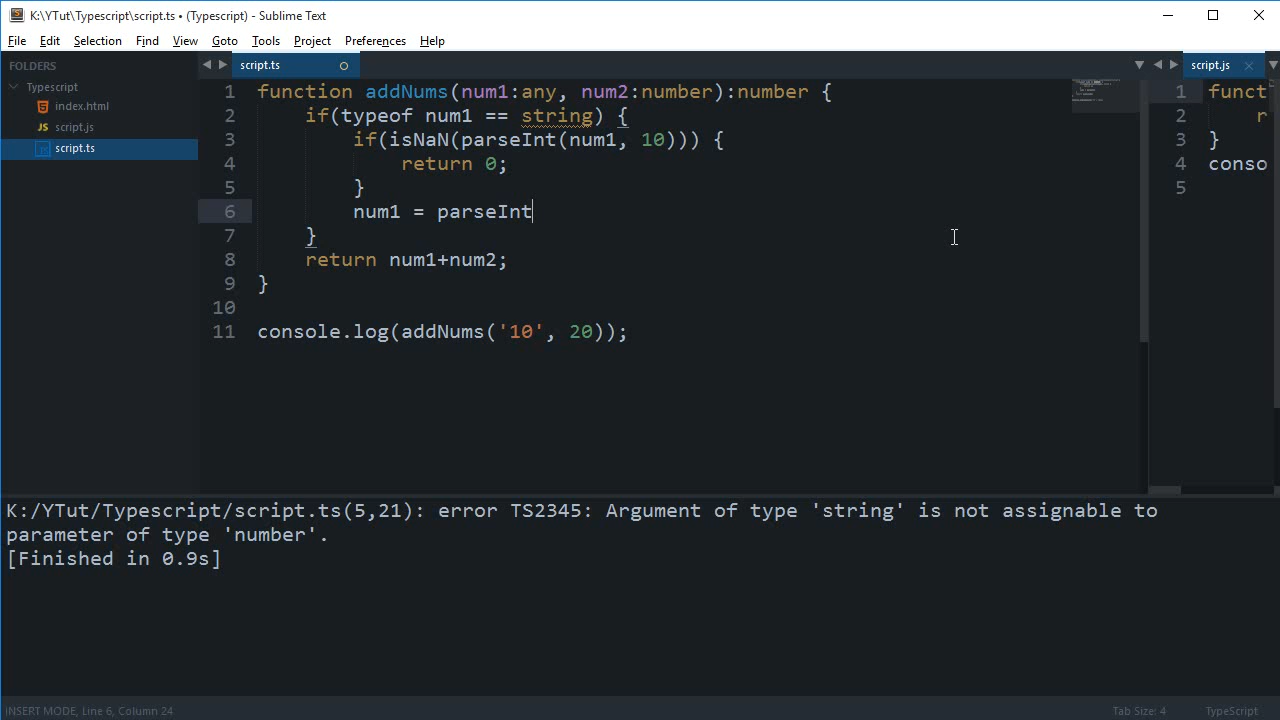 K:\YTut\Typescript\script.ts • (Typescript) - Sublime Text
File Edit Selection Find View Goto Tools Project Preferences Help
FOLDERS
Typescript
index.html
script.js
script.ts
script.ts
1 function addNums(num1:any, num2:number):number {
2 if(typeof num1 == string) {
3 if(isNaN(parseInt(num1, 10))) {
4 return 0;
5 }
6 num1 = parseInt
7 }
8 return num1+num2;
9 }
10
11 console.log(addNums('10', 20));
script.js
1 funct
2 r
3 }
4 conso
5
K:/YTut/Typescript/script.ts(5,21): error TS2345: Argument of type 'string' is not assignable to
parameter of type 'number'.
[Finished in 0.9s]
INSERT MODE, Line 6, Column 24
Tab Size: 4
TypeScript